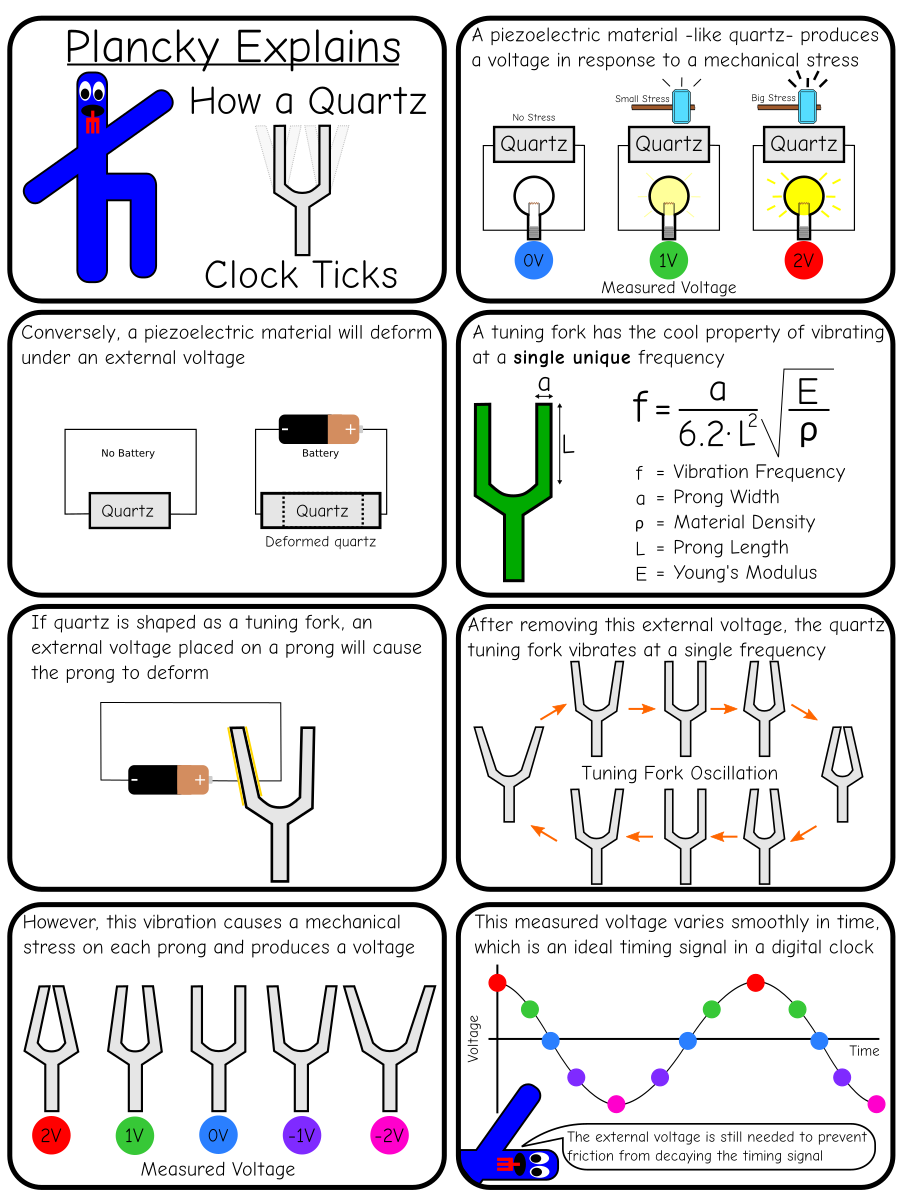 Plancky Explains
How a Quartz
Clock Ticks
A piezoelectric material -like quartz- produces
a voltage in response to a mechanical stress
No Stress
Small Stress
Big Stress
Quartz
Quartz
Quartz
0V
1V
2V
Measured Voltage
Conversely, a piezoelectric material will deform
under an external voltage
No Battery
Quartz
- +
Battery
Quartz
Deformed quartz
A tuning fork has the cool property of vibrating
at a single unique frequency
a
L
f = a / 6.2·L² √ E / ρ
f = Vibration Frequency
a = Prong Width
ρ = Material Density
L = Prong Length
E = Young's Modulus
If quartz is shaped as a tuning fork, an
external voltage placed on a prong will cause
the prong to deform
- +
After removing this external voltage, the quartz
tuning fork vibrates at a single frequency
Tuning Fork Oscillation
However, this vibration causes a mechanical
stress on each prong and produces a voltage
2V
1V
0V
-1V
-2V
Measured Voltage
This measured voltage varies smoothly in time,
which is an ideal timing signal in a digital clock
Voltage
Time
The external voltage is still needed to prevent
friction from decaying the timing signal